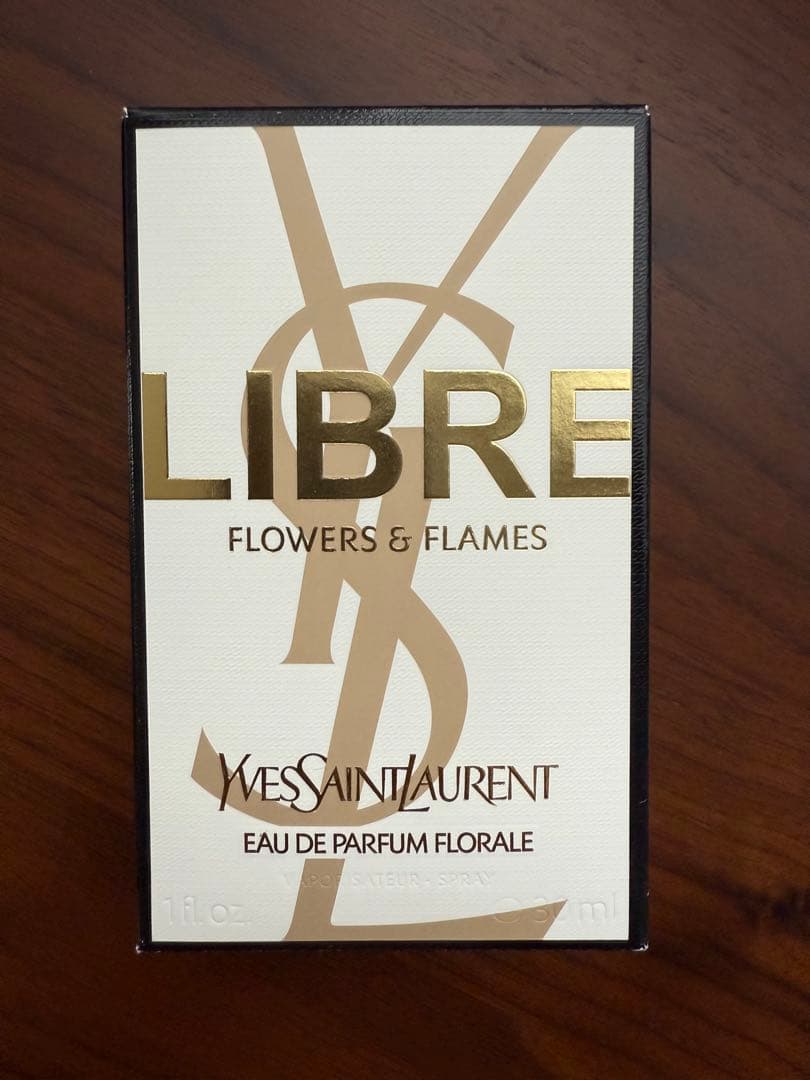 LIBRE
FLOWERS & FLAMES
YVESSAINTLAURENT
EAU DE PARFUM FLORALE
VAPORISATEUR - SPRAY
1 fl. oz. ℮ 30 ml